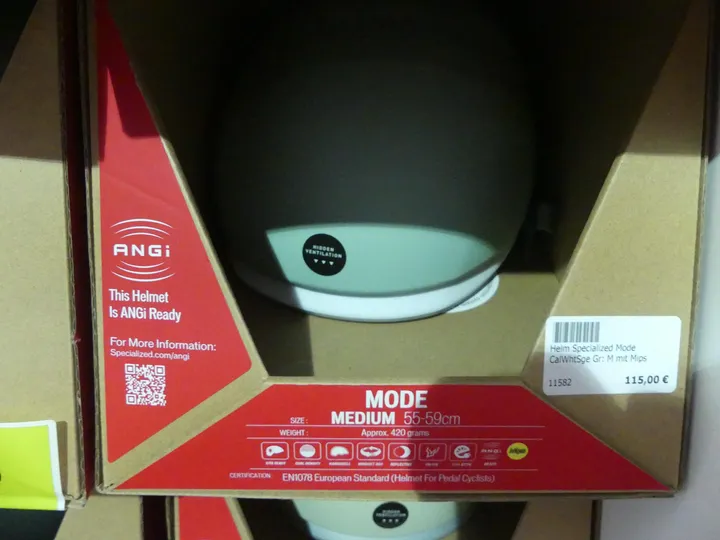 HIDDEN
VENTILATION
ANGi
This Helmet
Is ANGi Ready
For More Information:
Specialized.com/angi
Helm Specialized Mode
CalWhtSge Gr: M mit Mips
11582 115,00 €
MODE
SIZE: MEDIUM 55-59cm
WEIGHT: Approx. 420 grams
CERTIFICATION: EN1078 European Standard (Helmet For Pedal Cyclists)
HIDDEN
VENTILATION